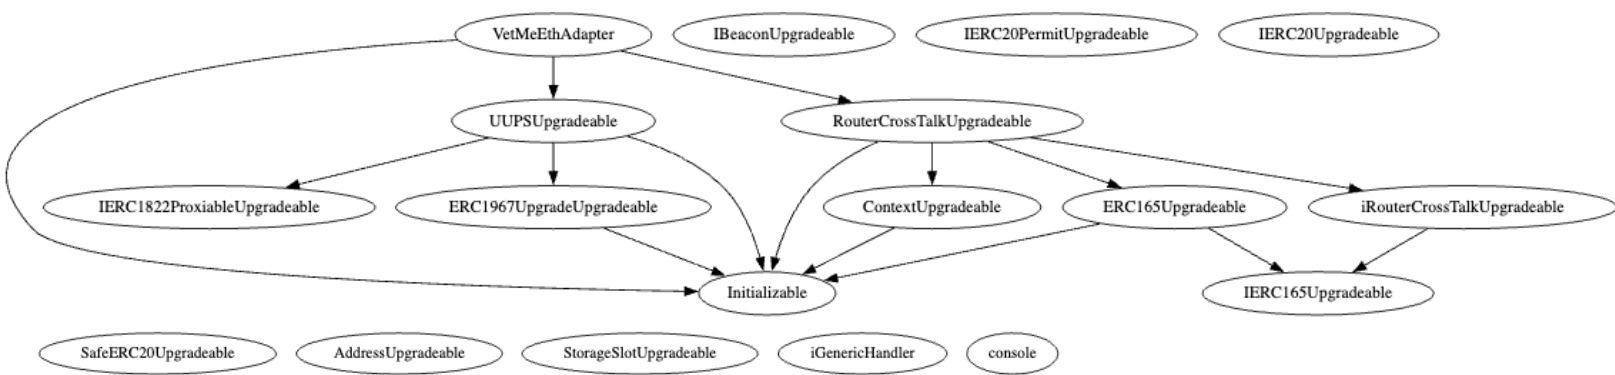 VetMeEthAdapter
IBeaconUpgradeable
IERC20PermitUpgradeable
IERC20Upgradeable
UUPSUpgradeable
RouterCrossTalkUpgradeable
IERC1822ProxiableUpgradeable
ERC1967UpgradeUpgradeable
ContextUpgradeable
ERC165Upgradeable
iRouterCrossTalkUpgradeable
Initializable
IERC165Upgradeable
SafeERC20Upgradeable
AddressUpgradeable
StorageSlotUpgradeable
iGenericHandler
console